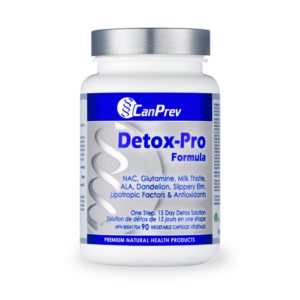 CanPrev
Detox-Pro
Formula
NAC, Glutamine, Milk Thistle,
ALA, Dandelion, Slippery Elm,
Lipotropic Factors & Antioxidants
One Step, 15 Day Detox Solution
Solution de détox de 15 jours en une étape
NPN 80041704 90 VEGETABLE CAPSULES VÉGÉTALES
PREMIUM NATURAL HEALTH PRODUCTS